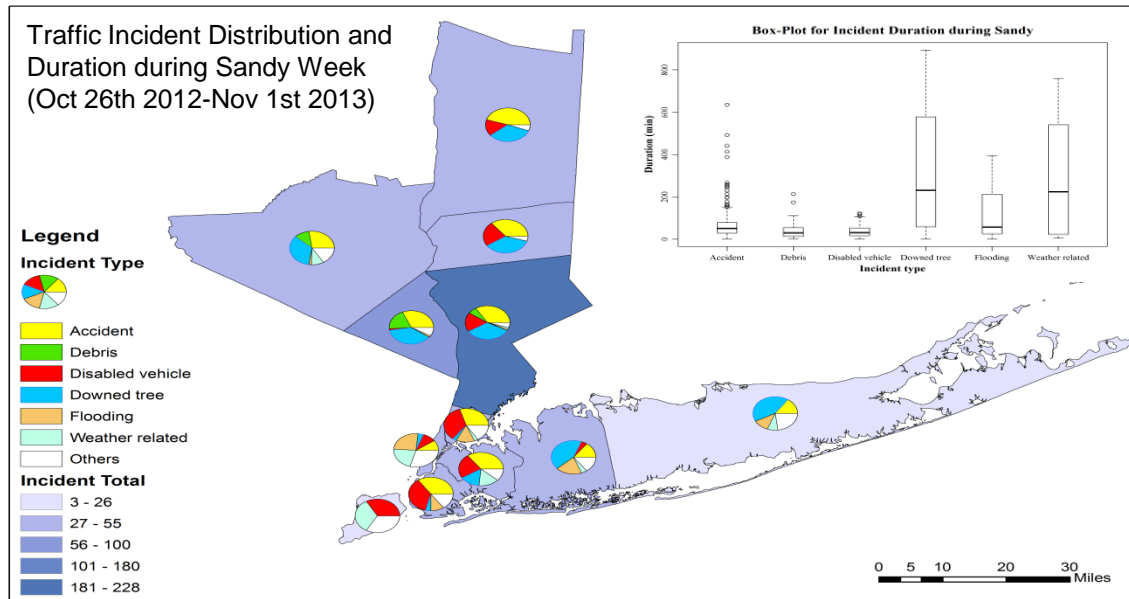 Traffic Incident Distribution and
Duration during Sandy Week
(Oct 26th 2012-Nov 1st 2013)
Legend
Incident Type
Accident
Debris
Disabled vehicle
Downed tree
Flooding
Weather related
Others
Incident Total
3 - 26
27 - 55
56 - 100
101 - 180
181 - 228
Box-Plot for Incident Duration during Sandy
Duration (min)
800
600
400
200
0
Accident Debris Disabled vehicle Downed tree Flooding Weather related
Incident type
0 5 10 20 30
Miles